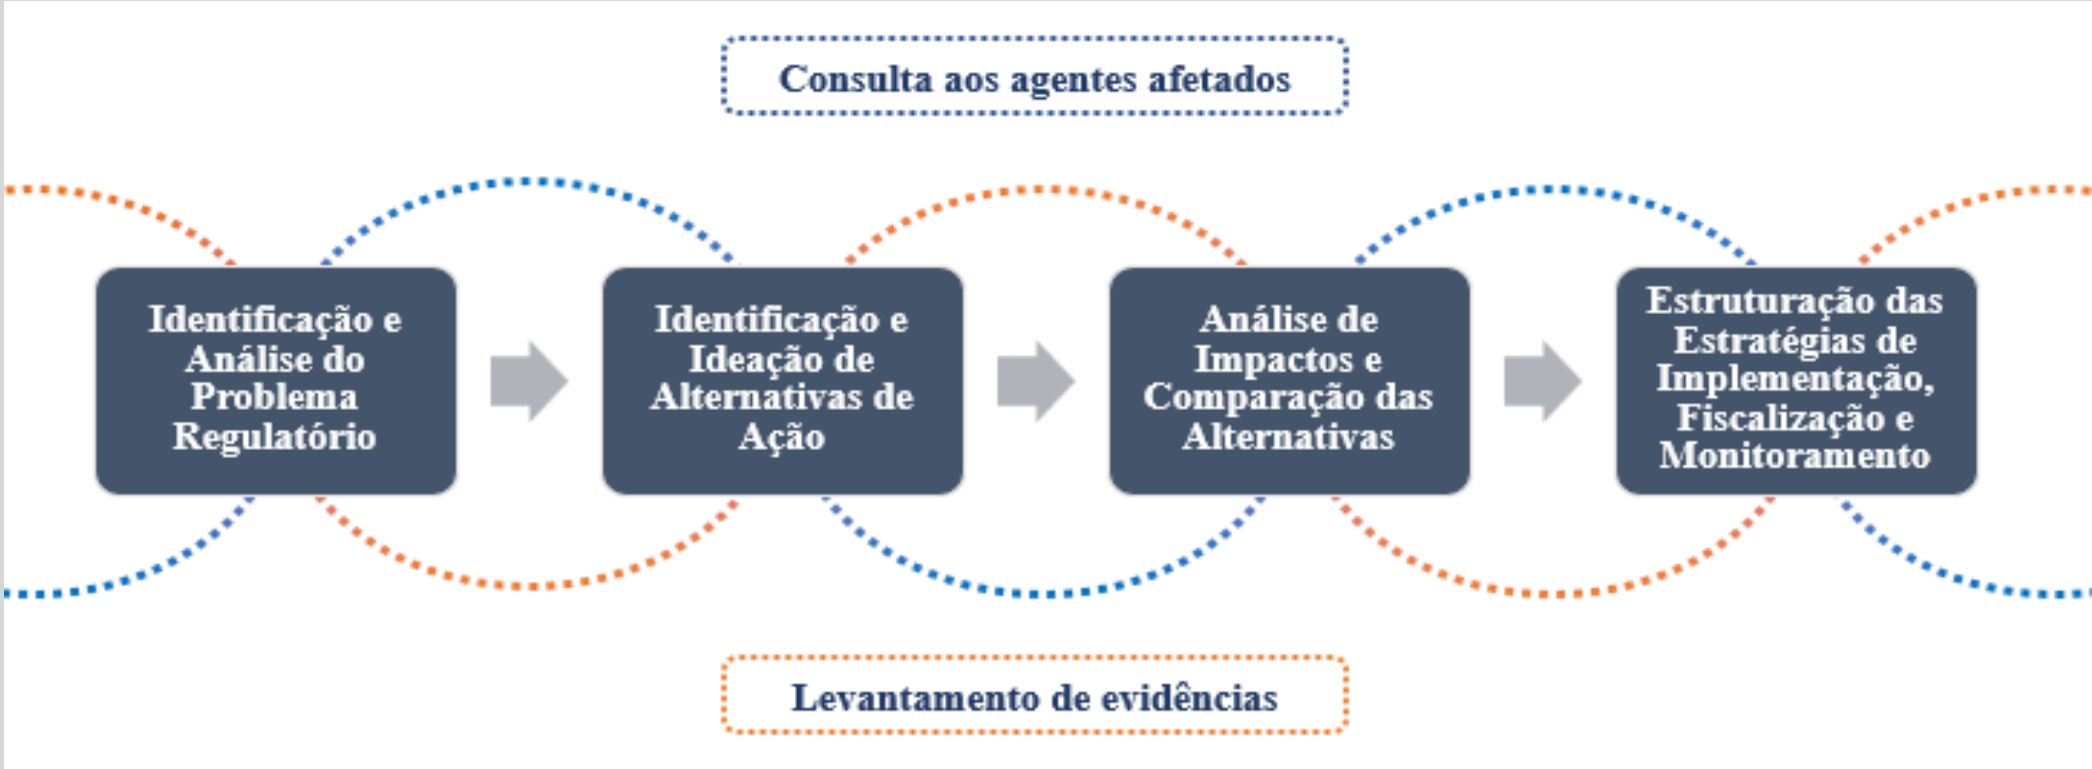 Consulta aos agentes afetados
Identificação e
Análise do
Problema
Regulatório
Identificação e
Ideação de
Alternativas de
Ação
Análise de
Impactos e
Comparação das
Alternativas
Estruturação das
Estratégias de
Implementação,
Fiscalização e
Monitoramento
Levantamento de evidências